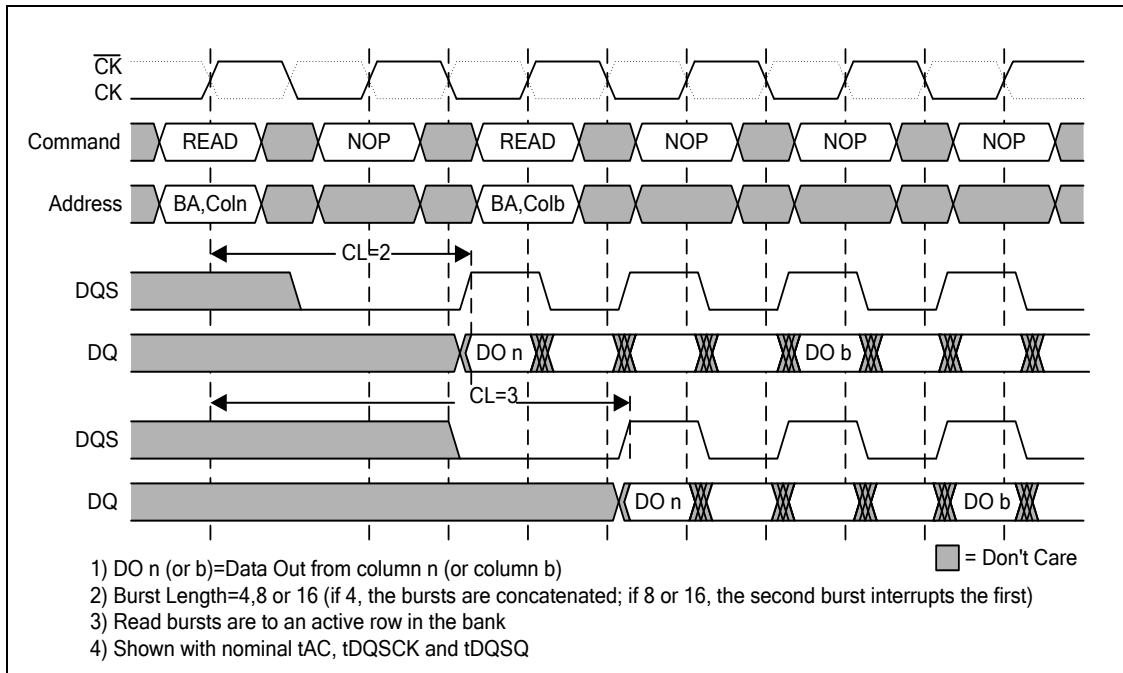 CK
CK
Command READ NOP READ NOP NOP NOP
Address BA,Coln BA,Colb
CL=2
DQS
DQ DO n DO b
CL=3
DQS
DQ DO n DO b
= Don't Care
1) DO n (or b)=Data Out from column n (or column b)
2) Burst Length=4,8 or 16 (if 4, the bursts are concatenated; if 8 or 16, the second burst interrupts the first)
3) Read bursts are to an active row in the bank
4) Shown with nominal tAC, tDQSCK and tDQSQ